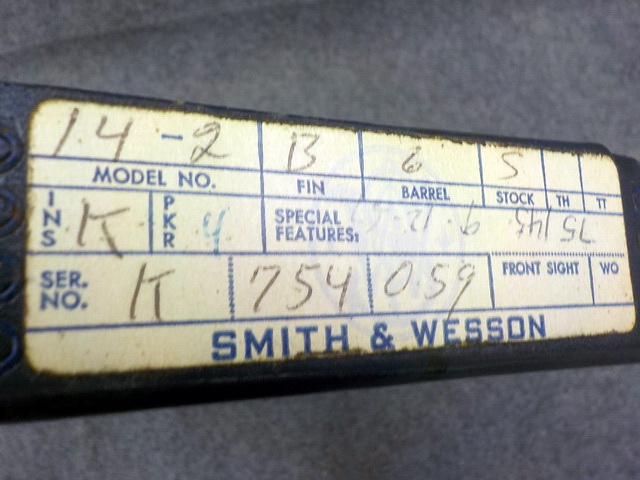 14-2 B 6 S
MODEL NO. FIN BARREL STOCK TH TT
INS K PKR 4 SPECIAL FEATURES:
SER. NO. K 754 059 FRONT SIGHT WO
SMITH & WESSON